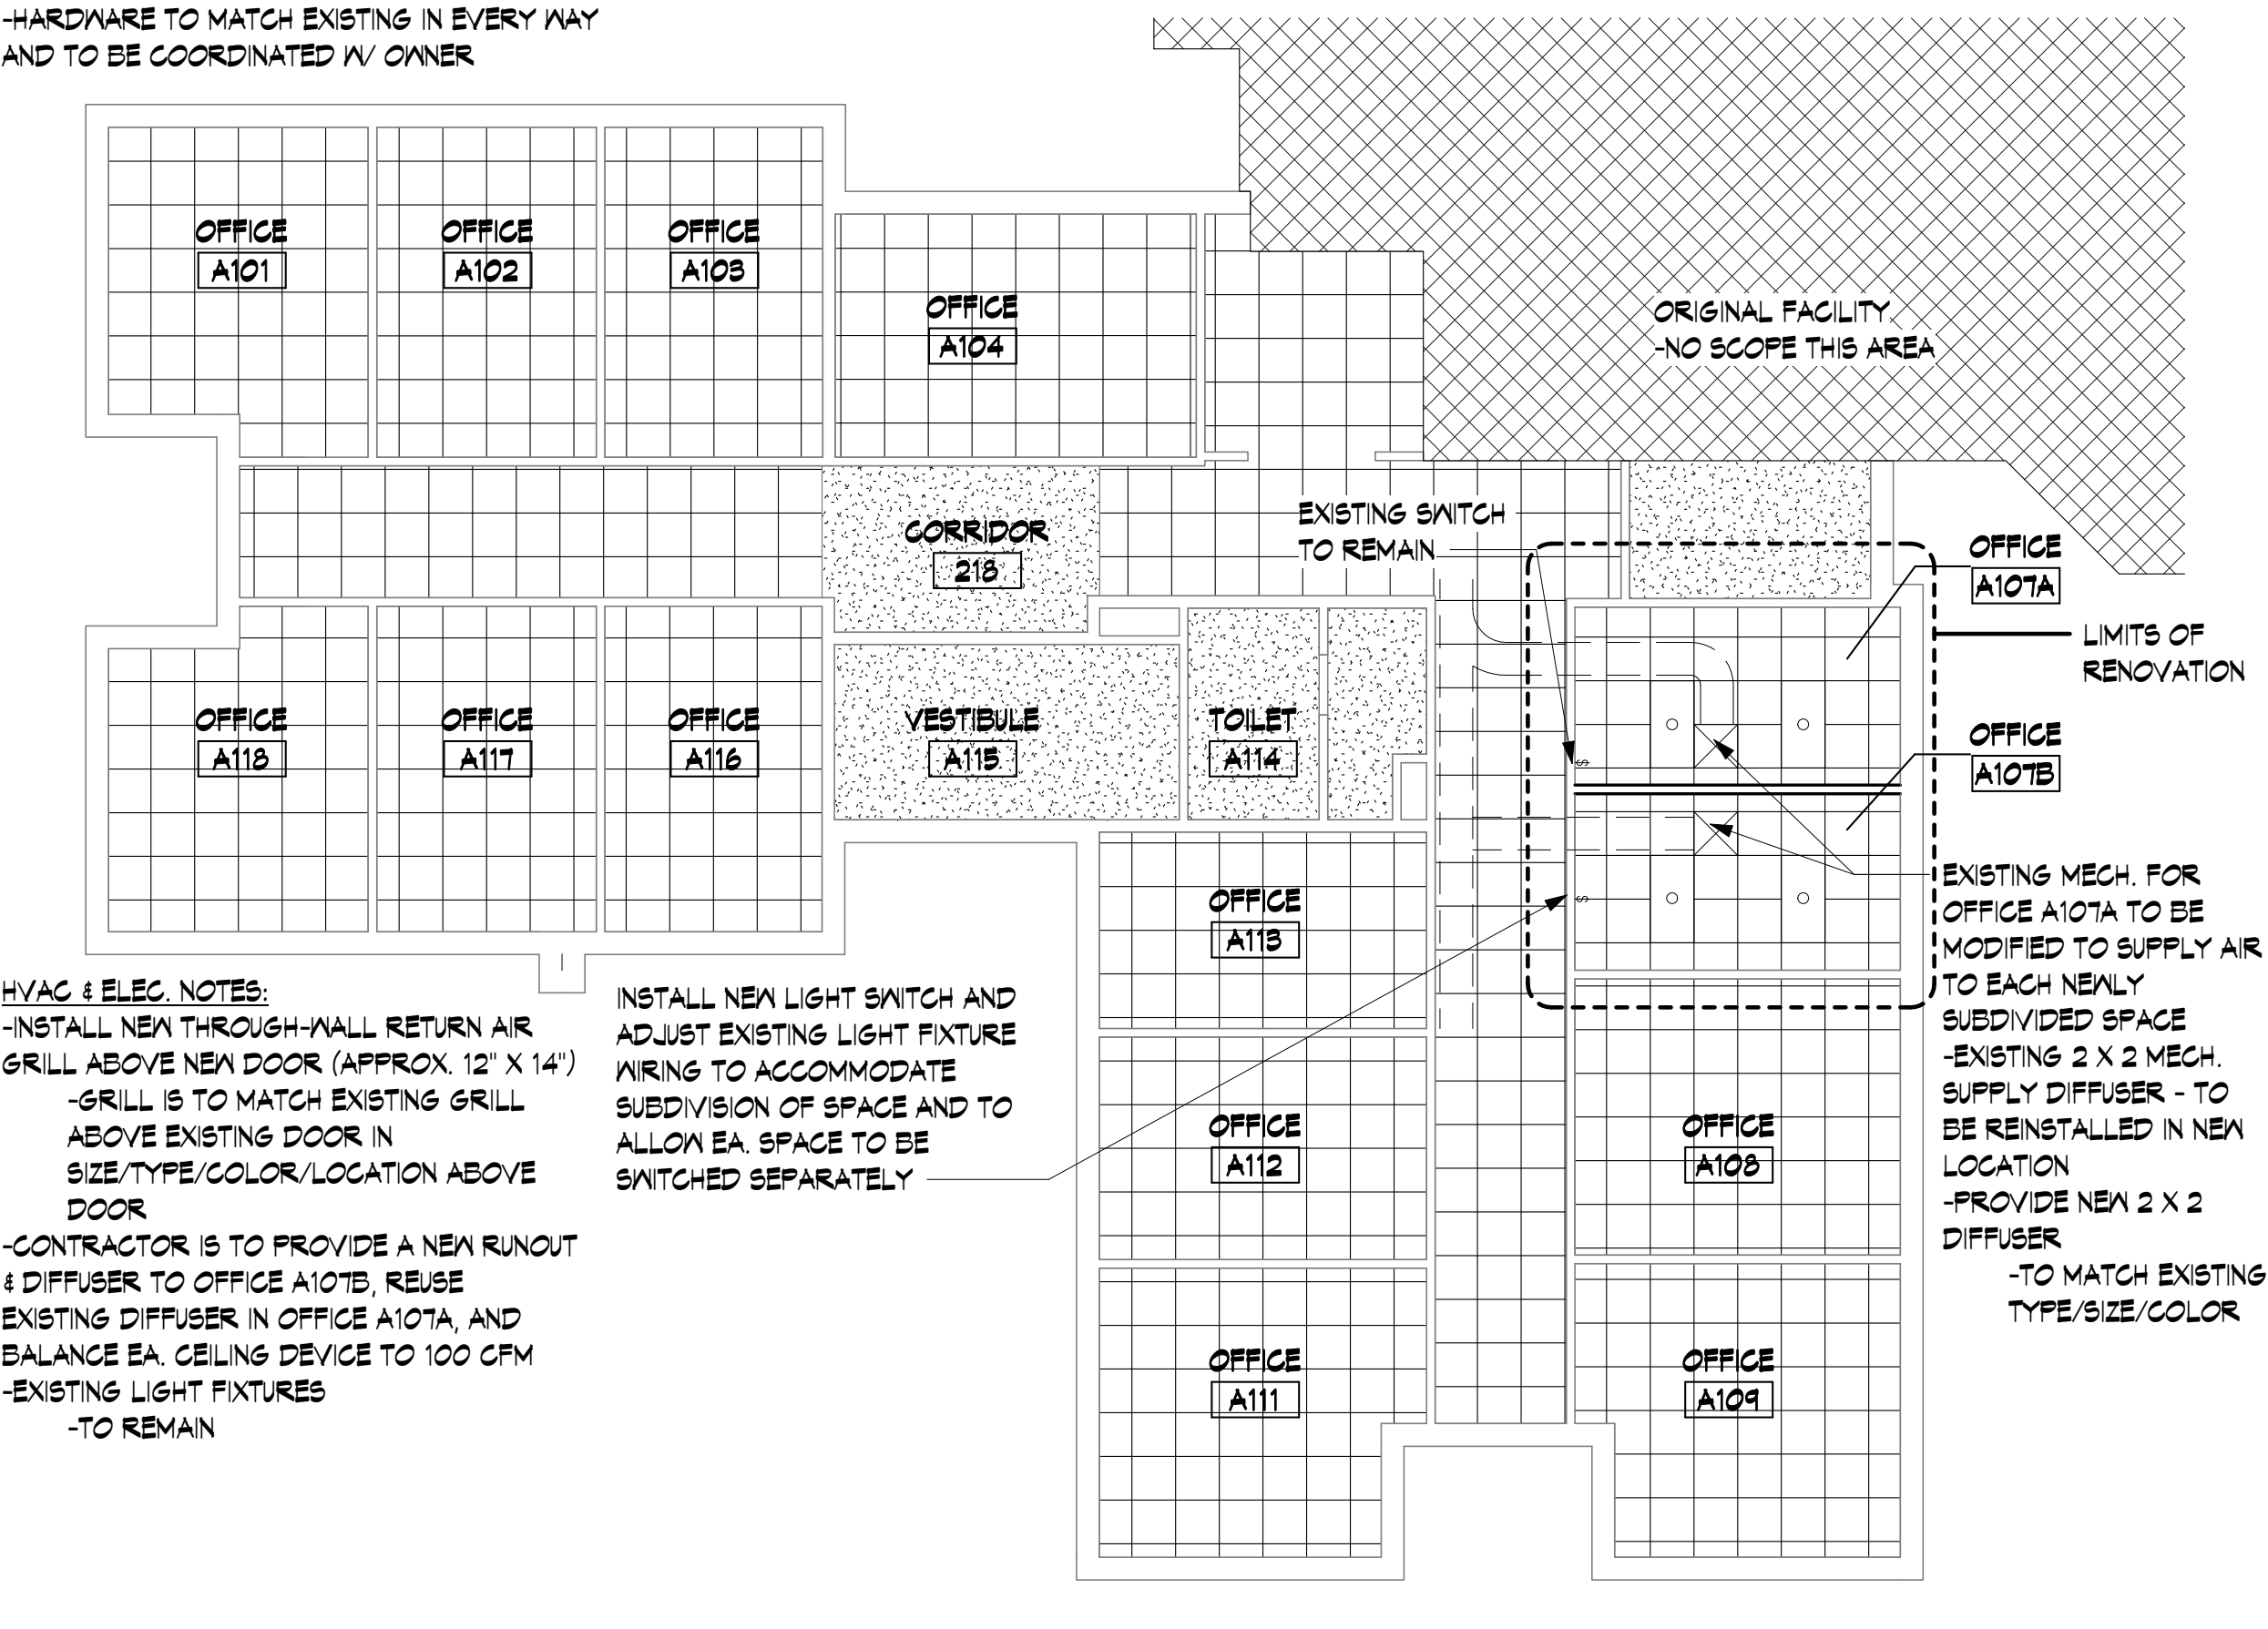 -HARDWARE TO MATCH EXISTING IN EVERY WAY
AND TO BE COORDINATED W/ OWNER
OFFICE
A101
OFFICE
A102
OFFICE
A103
OFFICE
A104
ORIGINAL FACILITY
-NO SCOPE THIS AREA
CORRIDOR
218
EXISTING SWITCH
TO REMAIN
OFFICE
A107A
LIMITS OF
RENOVATION
OFFICE
A118
OFFICE
A117
OFFICE
A116
VESTIBULE
A115
TOILET
A114
OFFICE
A107B
S
S
EXISTING MECH. FOR
OFFICE A107A TO BE
MODIFIED TO SUPPLY AIR
TO EACH NEWLY
SUBDIVIDED SPACE
-EXISTING 2 X 2 MECH.
SUPPLY DIFFUSER - TO
BE REINSTALLED IN NEW
LOCATION
-PROVIDE NEW 2 X 2
DIFFUSER
-TO MATCH EXISTING
TYPE/SIZE/COLOR
OFFICE
A113
OFFICE
A112
OFFICE
A108
OFFICE
A111
OFFICE
A109
HVAC & ELEC. NOTES:
-INSTALL NEW THROUGH-WALL RETURN AIR
GRILL ABOVE NEW DOOR (APPROX. 12" X 14")
-GRILL IS TO MATCH EXISTING GRILL
ABOVE EXISTING DOOR IN
SIZE/TYPE/COLOR/LOCATION ABOVE
DOOR
-CONTRACTOR IS TO PROVIDE A NEW RUNOUT
& DIFFUSER TO OFFICE A107B, REUSE
EXISTING DIFFUSER IN OFFICE A107A, AND
BALANCE EA. CEILING DEVICE TO 100 CFM
-EXISTING LIGHT FIXTURES
-TO REMAIN
INSTALL NEW LIGHT SWITCH AND
ADJUST EXISTING LIGHT FIXTURE
WIRING TO ACCOMMODATE
SUBDIVISION OF SPACE AND TO
ALLOW EA. SPACE TO BE
SWITCHED SEPARATELY